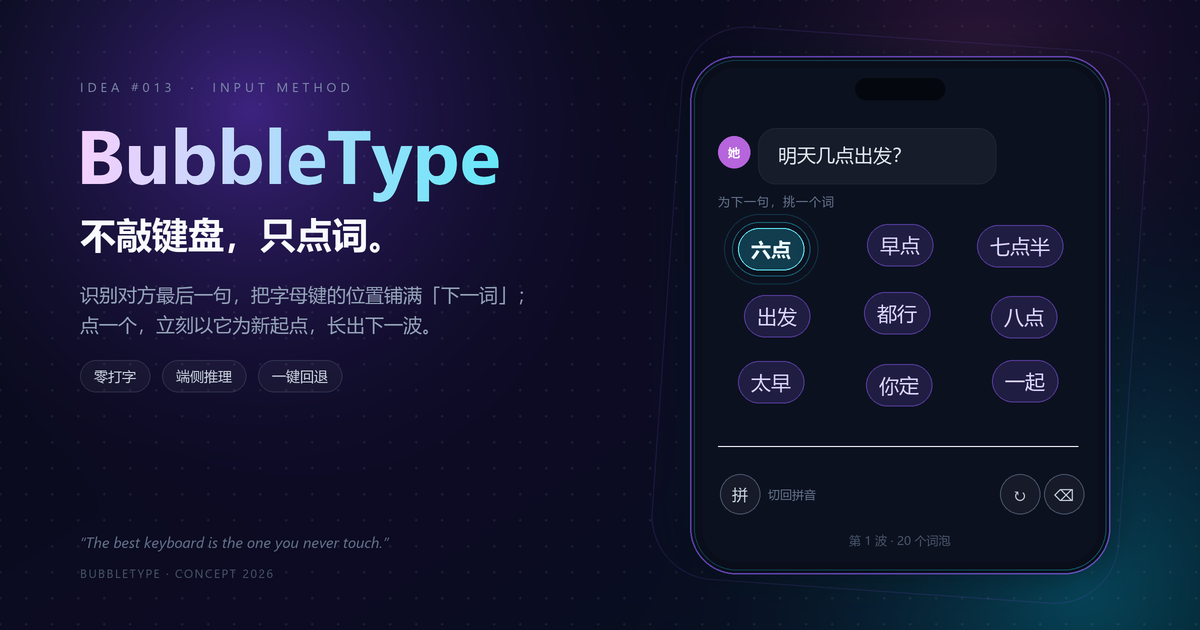 IDEA #013 · INPUT METHOD
BubbleType
不敲键盘，只点词。
识别对方最后一句，把字母键的位置铺满「下一词」；
点一个，立刻以它为新起点，长出下一波。
零打字 端侧推理 一键回退
“The best keyboard is the one you never touch.”
BUBBLETYPE · CONCEPT 2026
她 明天几点出发？
为下一句，挑一个词
六点 早点 七点半
出发 都行 八点
太早 你定 一起
拼 切回拼音 ↻ ⌫
第 1 波 · 20 个词泡